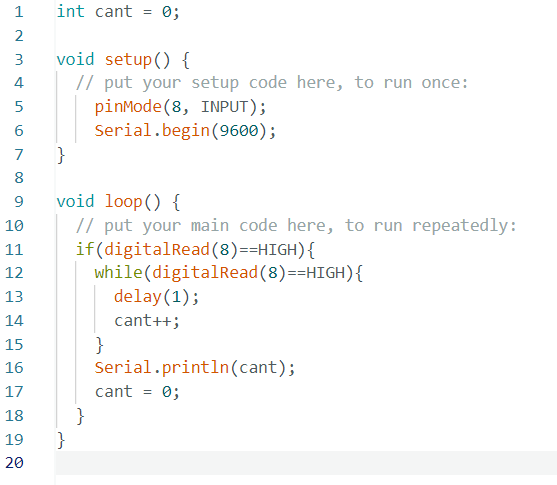 1 int cant = 0;
2
3 void setup() {
4 // put your setup code here, to run once:
5 pinMode(8, INPUT);
6 Serial.begin(9600);
7 }
8
9 void loop() {
10 // put your main code here, to run repeatedly:
11 if(digitalRead(8)==HIGH){
12 while(digitalRead(8)==HIGH){
13 delay(1);
14 cant++;
15 }
16 Serial.println(cant);
17 cant = 0;
18 }
19 }
20